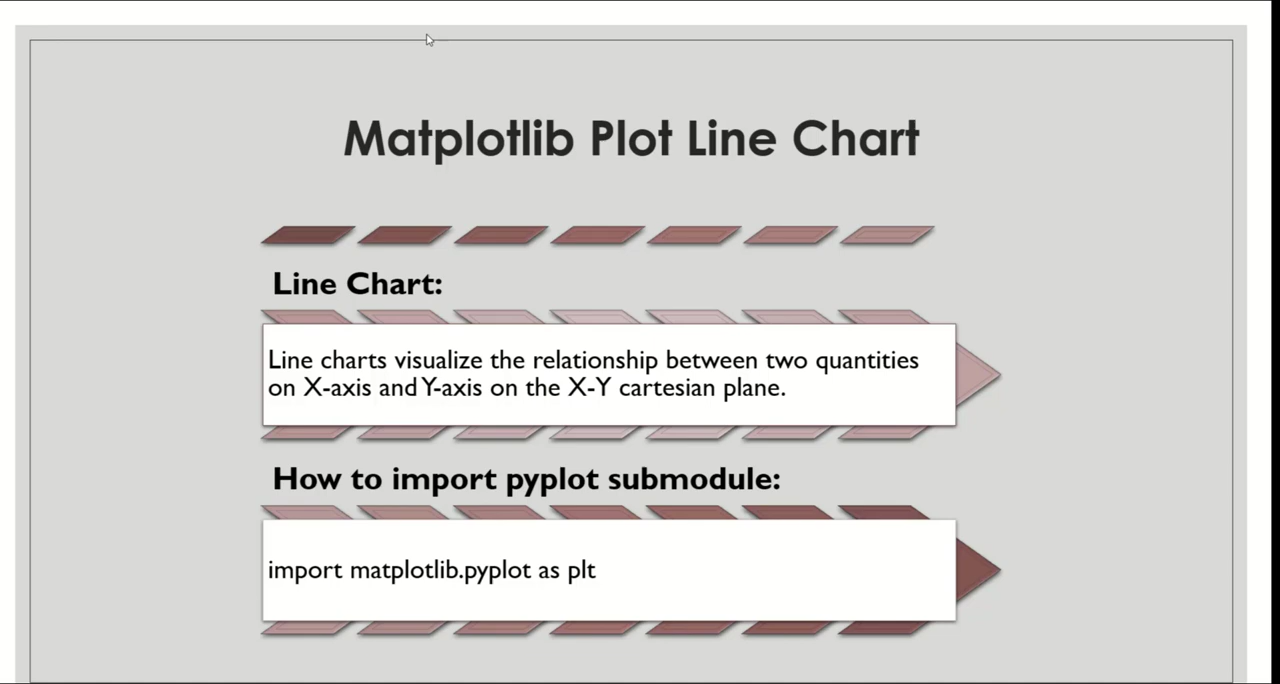 Matplotlib Plot Line Chart
Line Chart:
Line charts visualize the relationship between two quantities
on X-axis and Y-axis on the X-Y cartesian plane.
How to import pyplot submodule:
import matplotlib.pyplot as plt